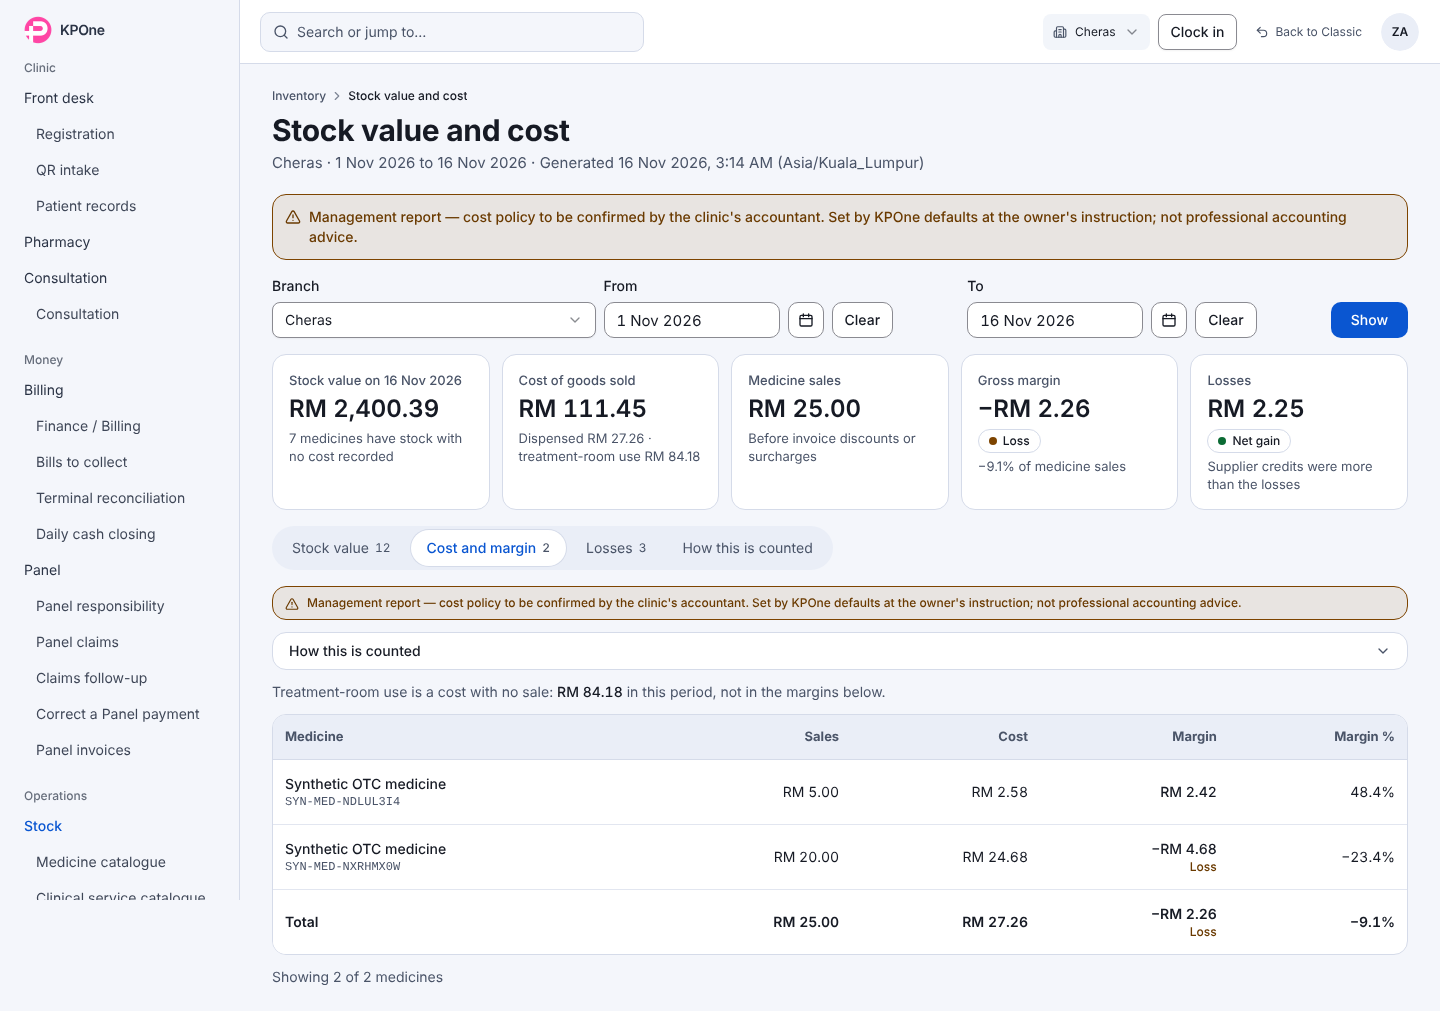 KPOne
Clinic
Front desk
Registration
QR intake
Patient records
Pharmacy
Consultation
Consultation
Money
Billing
Finance / Billing
Bills to collect
Terminal reconciliation
Daily cash closing
Panel
Panel responsibility
Panel claims
Claims follow-up
Correct a Panel payment
Panel invoices
Operations
Stock
Medicine catalogue
Clinical service catalogue
Search or jump to...
Cheras
Clock in
Back to Classic
ZA
Inventory > Stock value and cost
Stock value and cost
Cheras · 1 Nov 2026 to 16 Nov 2026 · Generated 16 Nov 2026, 3:14 AM (Asia/Kuala_Lumpur)
Management report — cost policy to be confirmed by the clinic's accountant. Set by KPOne defaults at the owner's instruction; not professional accounting
advice.
Branch From To
Cheras 1 Nov 2026 Clear 16 Nov 2026 Clear Show
Stock value on 16 Nov 2026
RM 2,400.39
7 medicines have stock with
no cost recorded
Cost of goods sold
RM 111.45
Dispensed RM 27.26 ·
treatment-room use RM 84.18
Medicine sales
RM 25.00
Before invoice discounts or
surcharges
Gross margin
−RM 2.26
Loss
−9.1% of medicine sales
Losses
RM 2.25
Net gain
Supplier credits were more
than the losses
Stock value 12 Cost and margin 2 Losses 3 How this is counted
Management report — cost policy to be confirmed by the clinic's accountant. Set by KPOne defaults at the owner's instruction; not professional accounting advice.
How this is counted
Treatment-room use is a cost with no sale: RM 84.18 in this period, not in the margins below.
Medicine Sales Cost Margin Margin %
Synthetic OTC medicine RM 5.00 RM 2.58 RM 2.42 48.4%
SYN-MED-NDLUL3I4
Synthetic OTC medicine RM 20.00 RM 24.68 −RM 4.68 −23.4%
SYN-MED-NXRHMX0W Loss
Total RM 25.00 RM 27.26 −RM 2.26 −9.1%
Loss
Showing 2 of 2 medicines